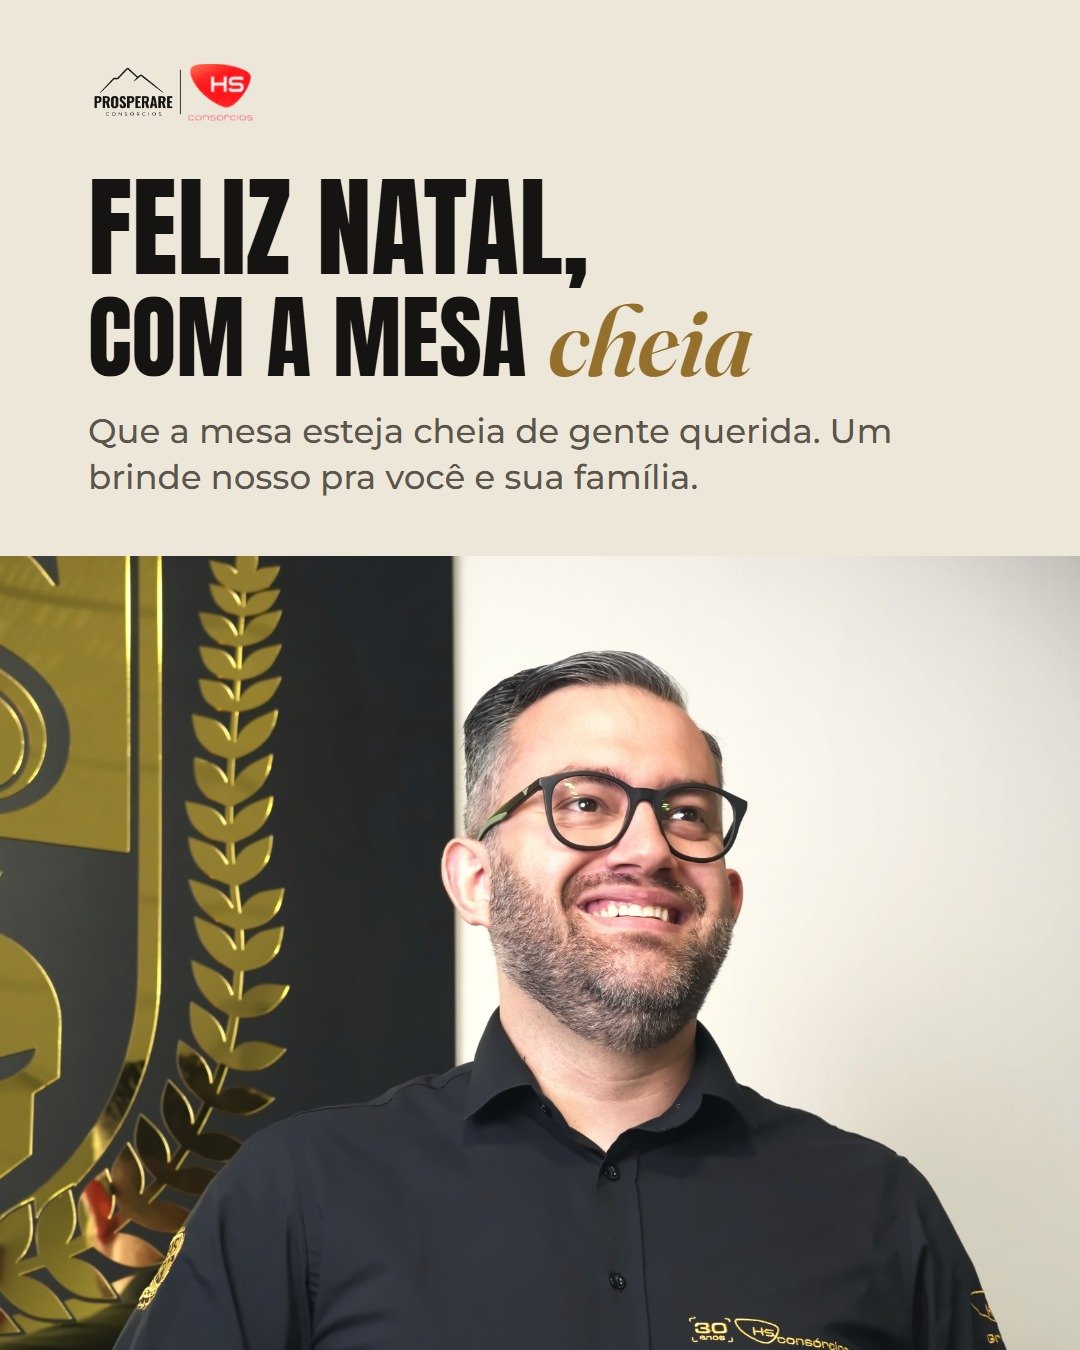 PROSPERARE
CONSÓRCIOS
HS
consórcios
FELIZ NATAL,
COM A MESA cheia
Que a mesa esteja cheia de gente querida. Um
brinde nosso pra você e sua família.
30
anos
HS consórcios